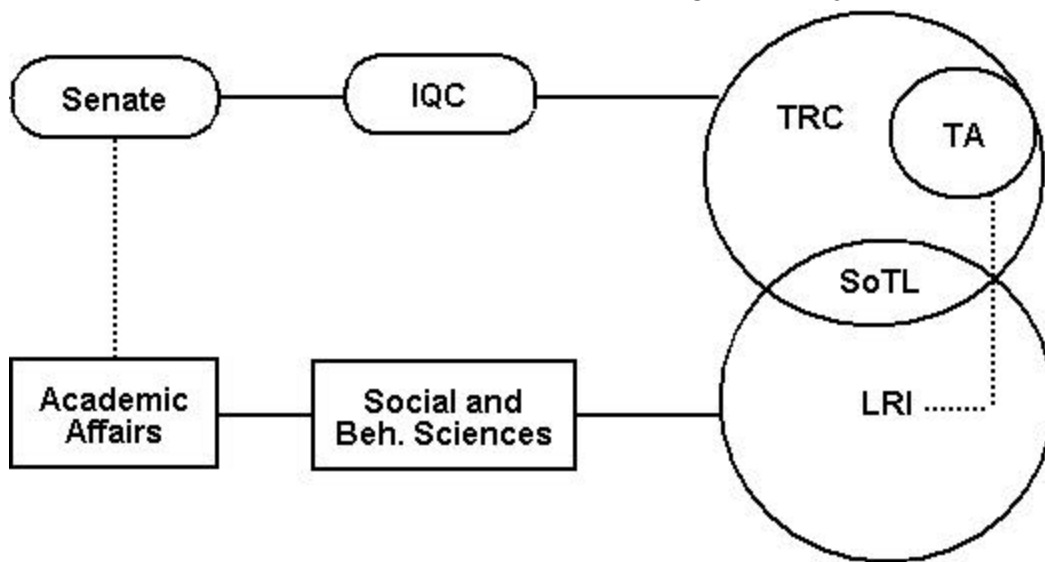 Senate
IQC
TRC
TA
SoTL
Academic
Affairs
Social and
Beh. Sciences
LRI